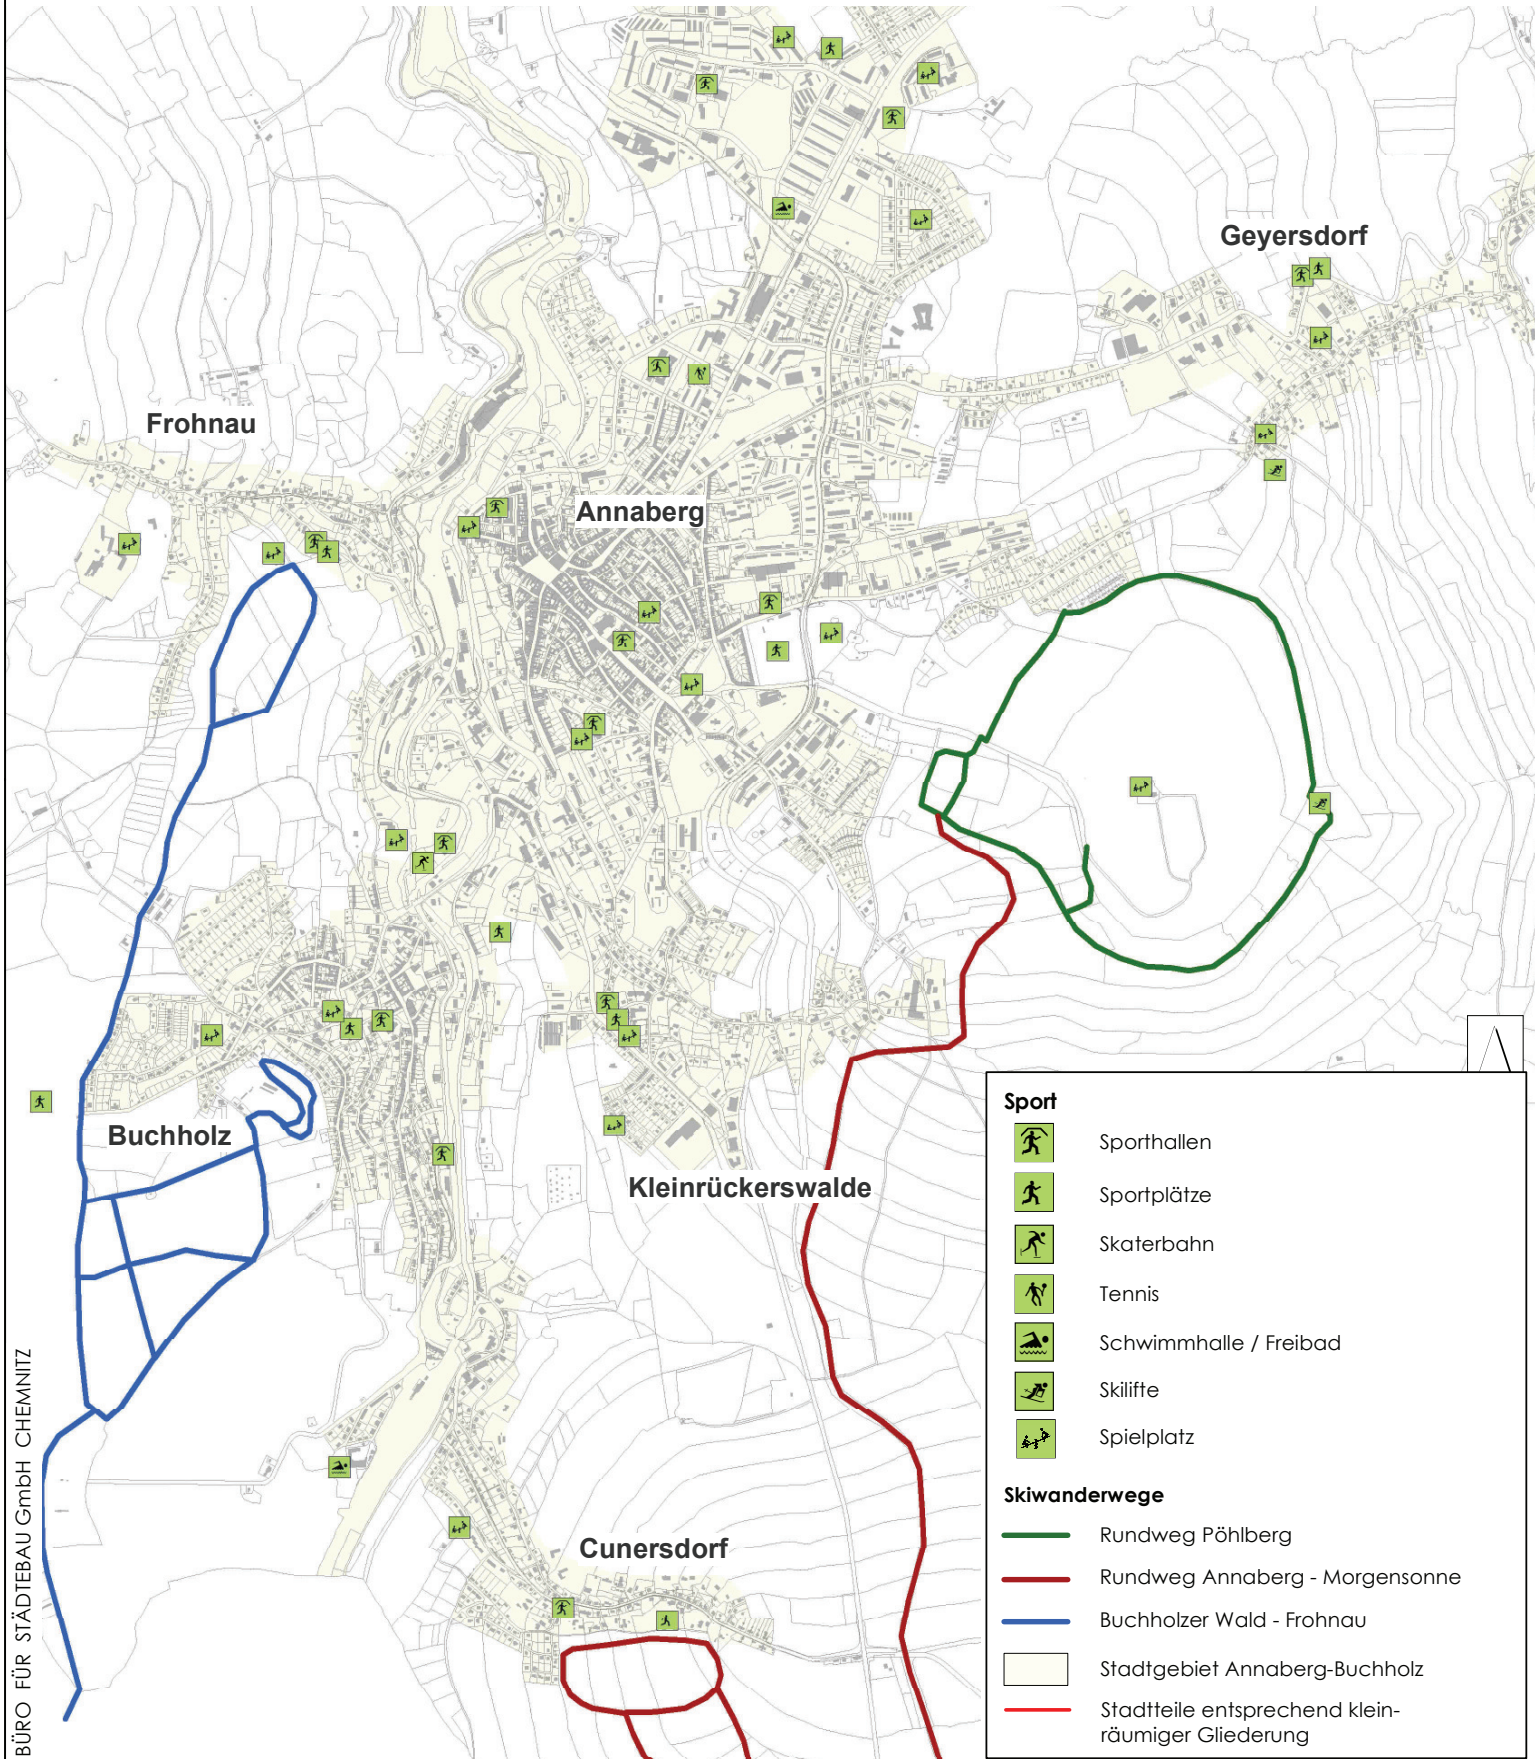 Geyersdorf
Frohnau
Annaberg
Buchholz
Kleinrückerswalde
Cunersdorf
BÜRO FÜR STÄDTEBAU GmbH CHEMNITZ
Sport
Sporthallen
Sportplätze
Skaterbahn
Tennis
Schwimmhalle / Freibad
Skilifte
Spielplatz
Skiwanderwege
Rundweg Pöhlberg
Rundweg Annaberg - Morgensonne
Buchholzer Wald - Frohnau
Stadtgebiet Annaberg-Buchholz
Stadtteile entsprechend klein-
räumiger Gliederung